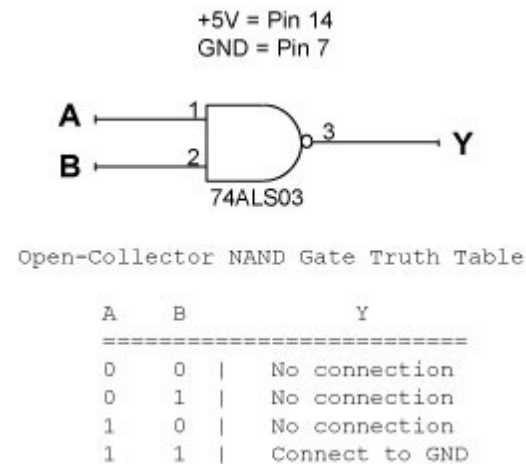 +5V = Pin 14
GND = Pin 7
A 1
3 Y
B 2
74ALS03
Open-Collector NAND Gate Truth Table
A B Y
===========================
0 0 | No connection
0 1 | No connection
1 0 | No connection
1 1 | Connect to GND